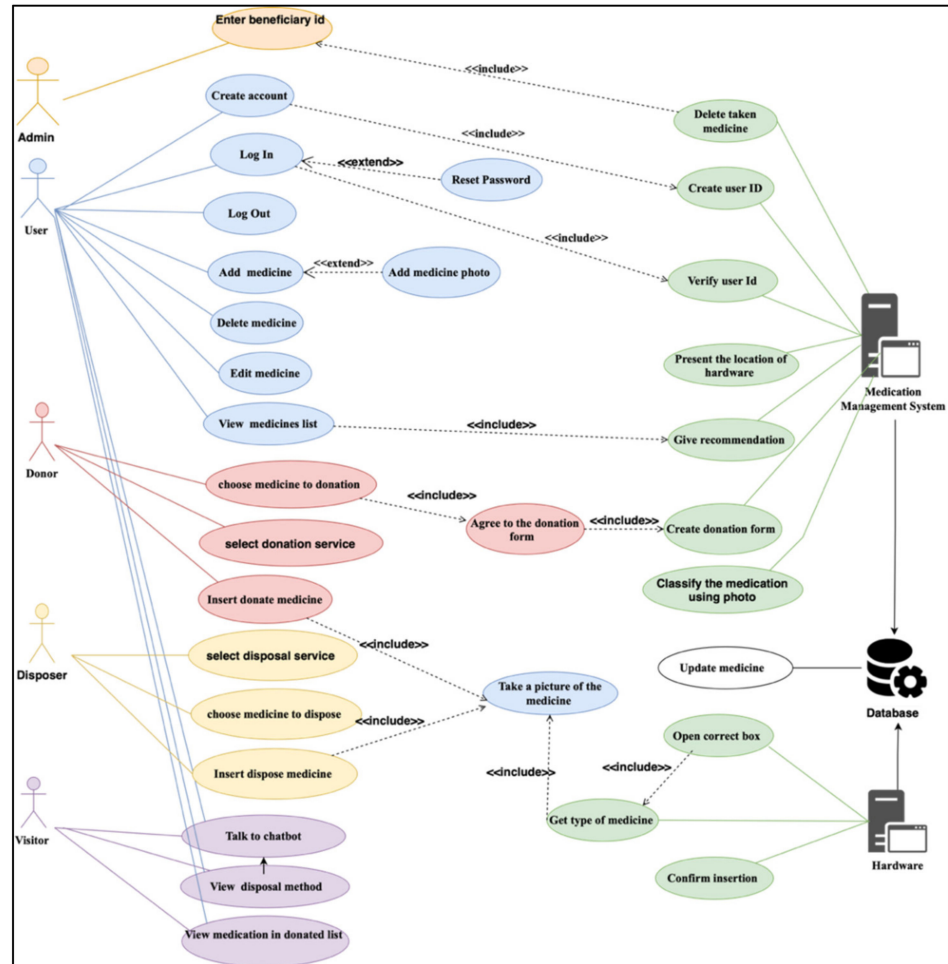 Enter beneficiary id
<<include>>
Admin
Create account
<<include>>
Delete taken
medicine
User
Log In
<<extend>>
Reset Password
Create user ID
Log Out
<<include>>
Add medicine
<<extend>>
Add medicine photo
Verify user Id
Delete medicine
Edit medicine
Present the location of
hardware
Medication
Management System
View medicines list
<<include>>
Give recommendation
Donor
choose medicine to donation
<<include>>
Agree to the donation
form
<<include>>
Create donation form
select donation service
Classify the medication
using photo
Insert donate medicine
<<include>>
Disposer
select disposal service
Update medicine
Take a picture of the
medicine
Database
choose medicine to dispose
<<include>>
Open correct box
Insert dispose medicine
<<include>>
<<include>>
Visitor
Talk to chatbot
Get type of medicine
Hardware
View disposal method
Confirm insertion
View medication in donated list